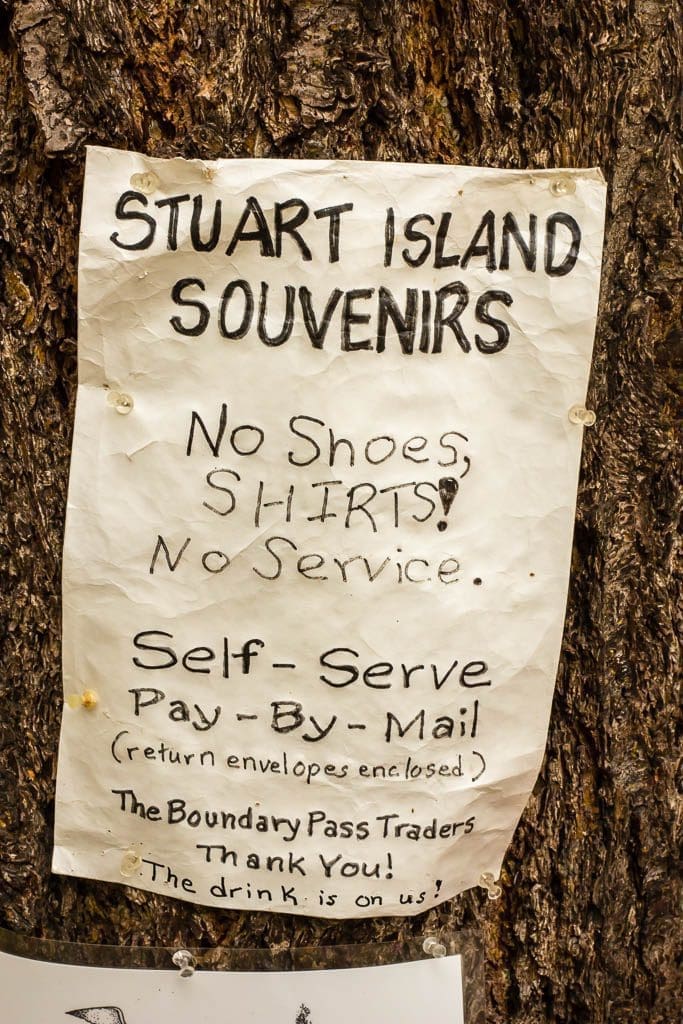 STUART ISLAND
SOUVENIRS
No Shoes,
SHIRTS!
No Service.
Self-Serve
Pay-By-Mail
(return envelopes enclosed)
The Boundary Pass Traders
Thank You!
The drink is on us!